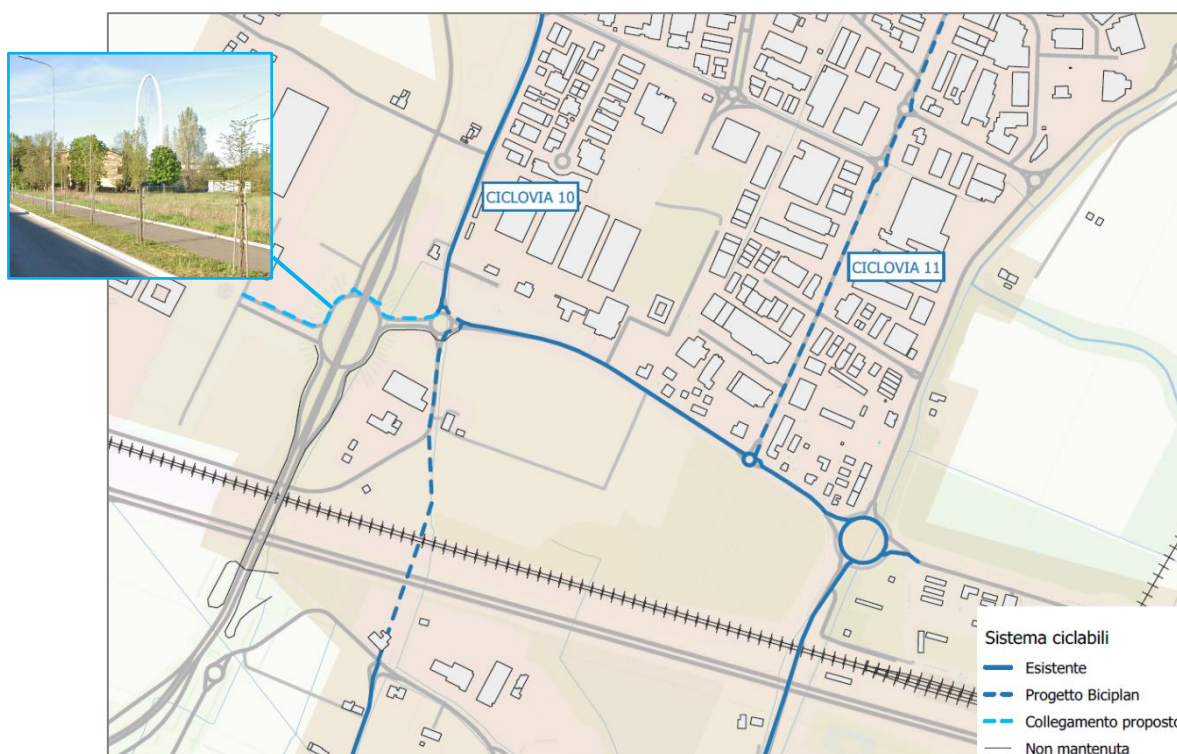 CICLOVIA 10
CICLOVIA 11
Sistema ciclabili
Esistente
Progetto Biciplan
Collegamento proposto
Non mantenuta